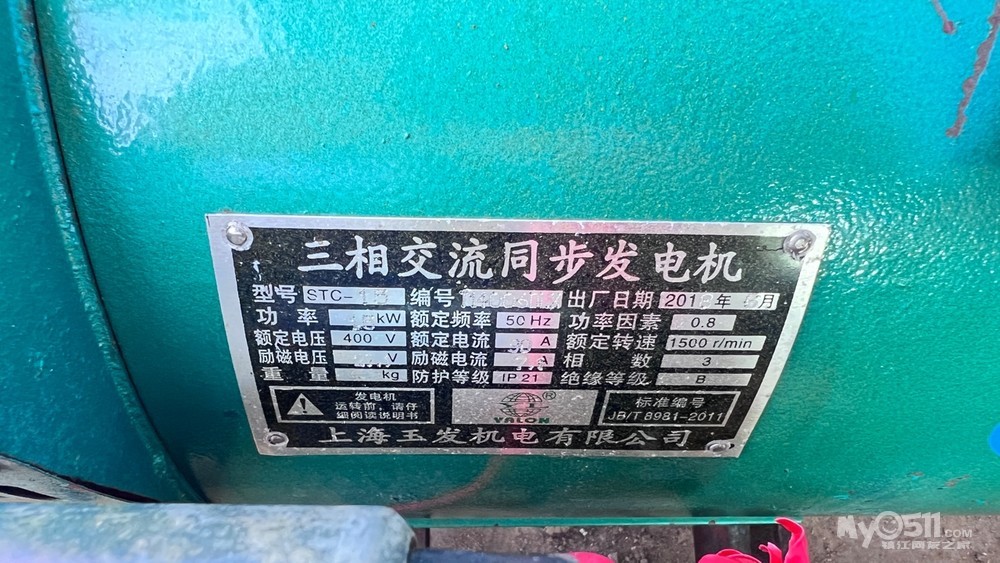 三相交流同步发电机
型号 STC- 编号 出厂日期 201 年 月
功率 kW 额定频率 50 Hz 功率因素 0.8
额定电压 400 V 额定电流 A 额定转速 1500 r/min
励磁电压 V 励磁电流 A 相数 3
重量 kg 防护等级 IP 21 绝缘等级 B
发电机
运转前，请仔
细阅读说明书
YALON
®
标准编号
JB/T 8981-2011
上海玉发机电有限公司
My0511.COM
镇江网友之家